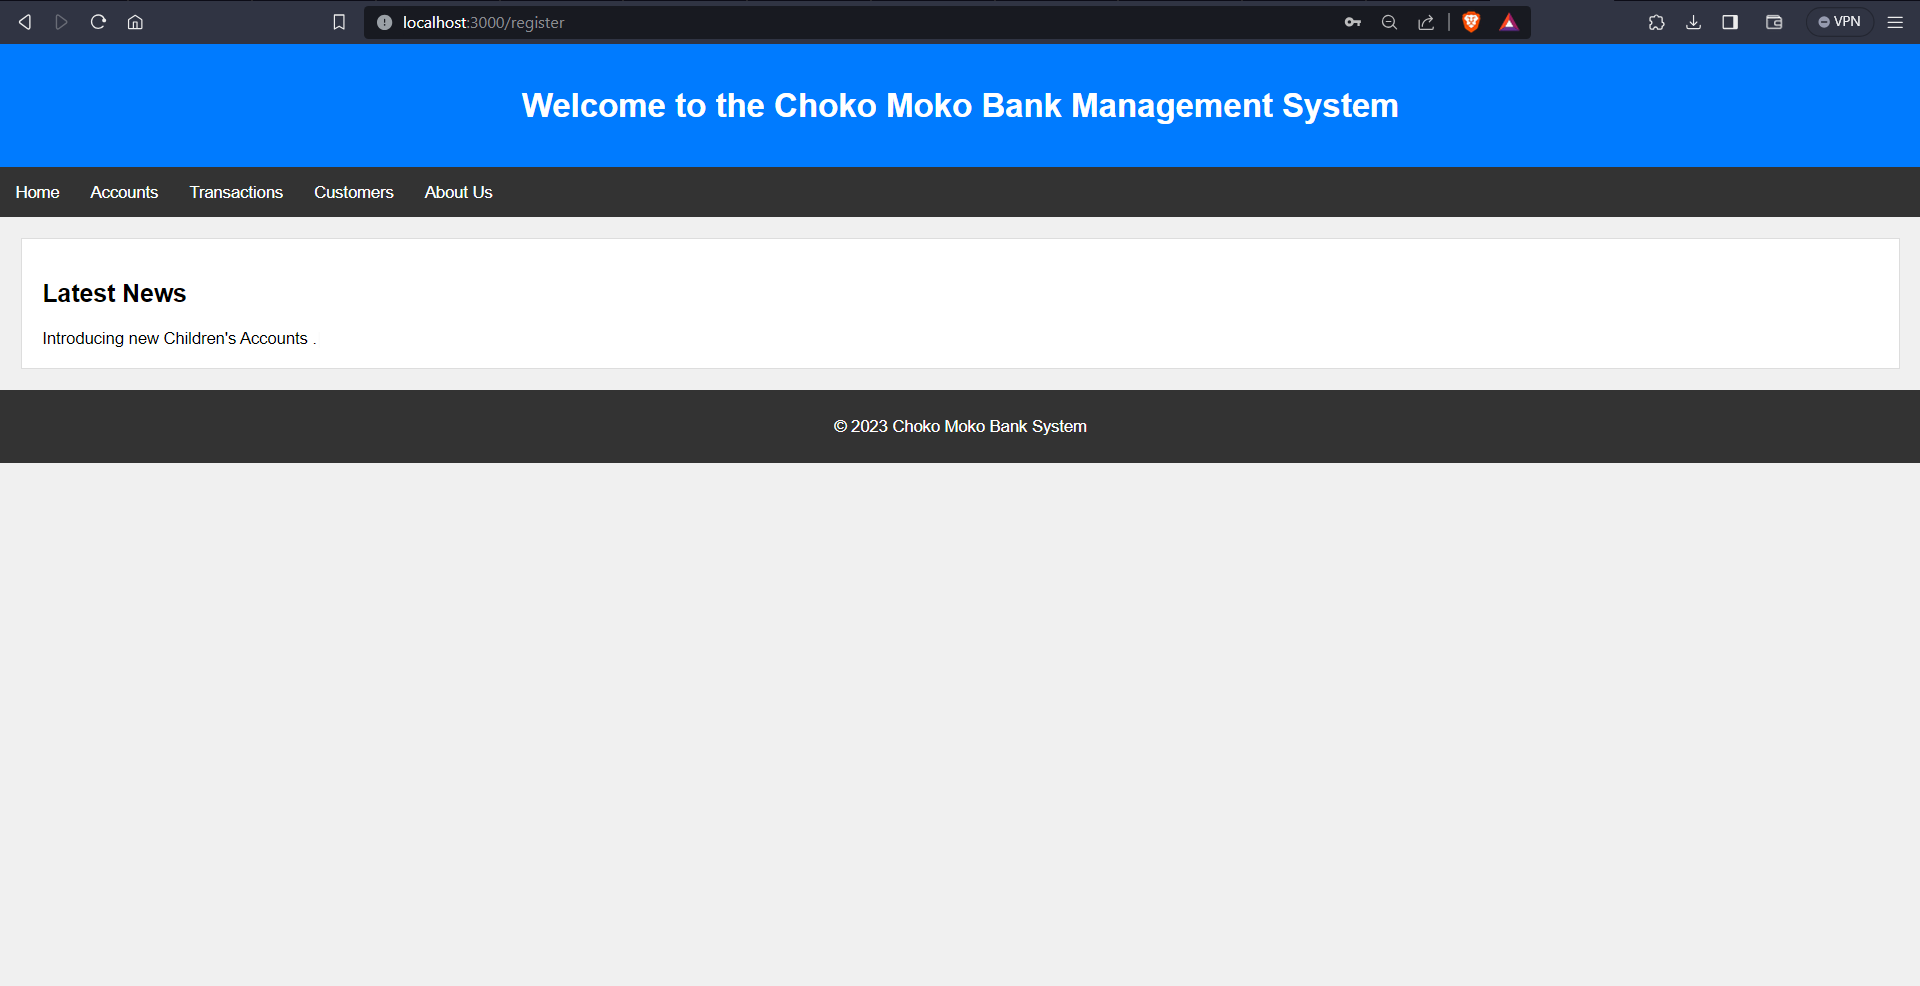 localhost:3000/register
VPN
Welcome to the Choko Moko Bank Management System
Home Accounts Transactions Customers About Us
Latest News
Introducing new Children's Accounts .
© 2023 Choko Moko Bank System